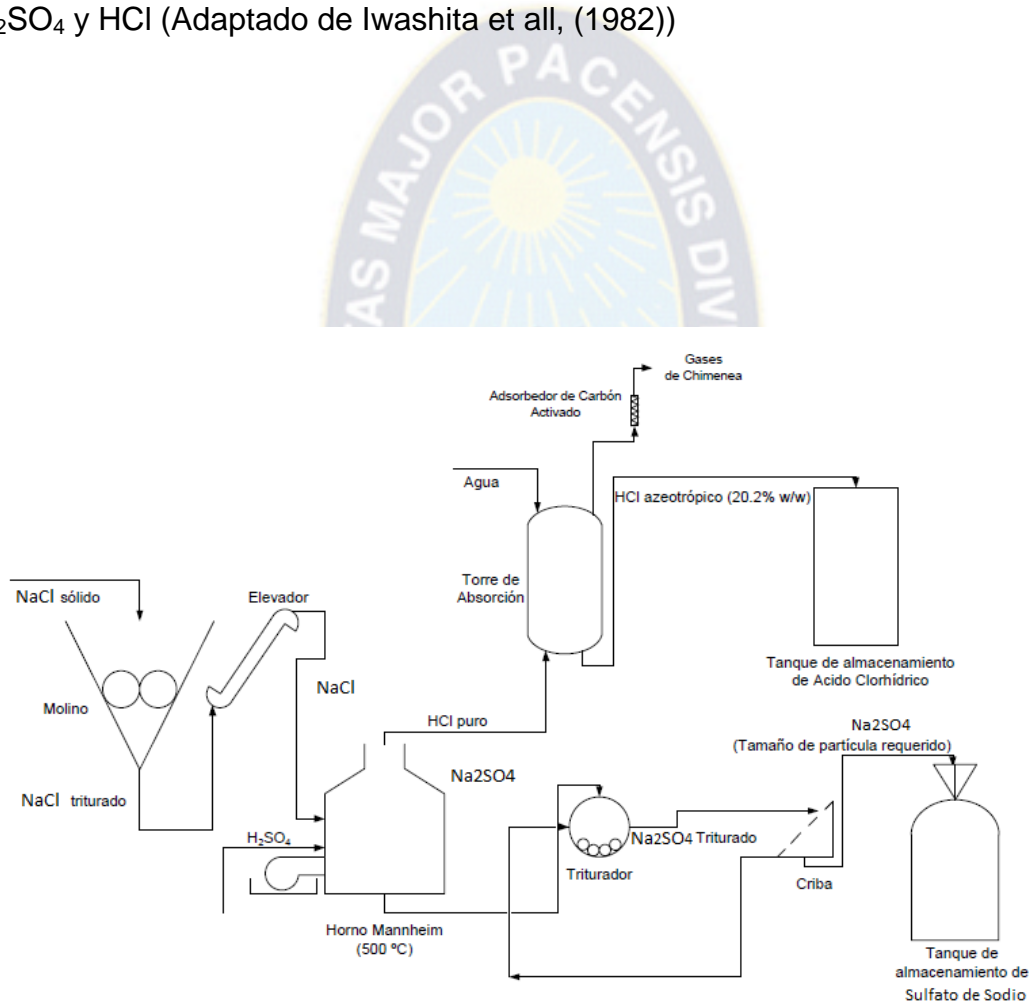 ₂SO₄ y HCl (Adaptado de Iwashita et all, (1982))
MAJOR PACENSIS DIV
Gases
de Chimenea
Adsorbedor de Carbón
Activado
Agua
HCl azeotrópico (20.2% w/w)
NaCl sólido
Elevador
Torre de
Absorción
Molino
NaCl
Tanque de almacenamiento
de Acido Clorhídrico
HCl puro
Na2SO4
(Tamaño de partícula requerido)
Na2SO4
NaCl triturado
H₂SO₄
Na2SO4 Triturado
Triturador
Criba
Horno Mannheim
(500 ºC)
Tanque de
almacenamiento de
Sulfato de Sodio